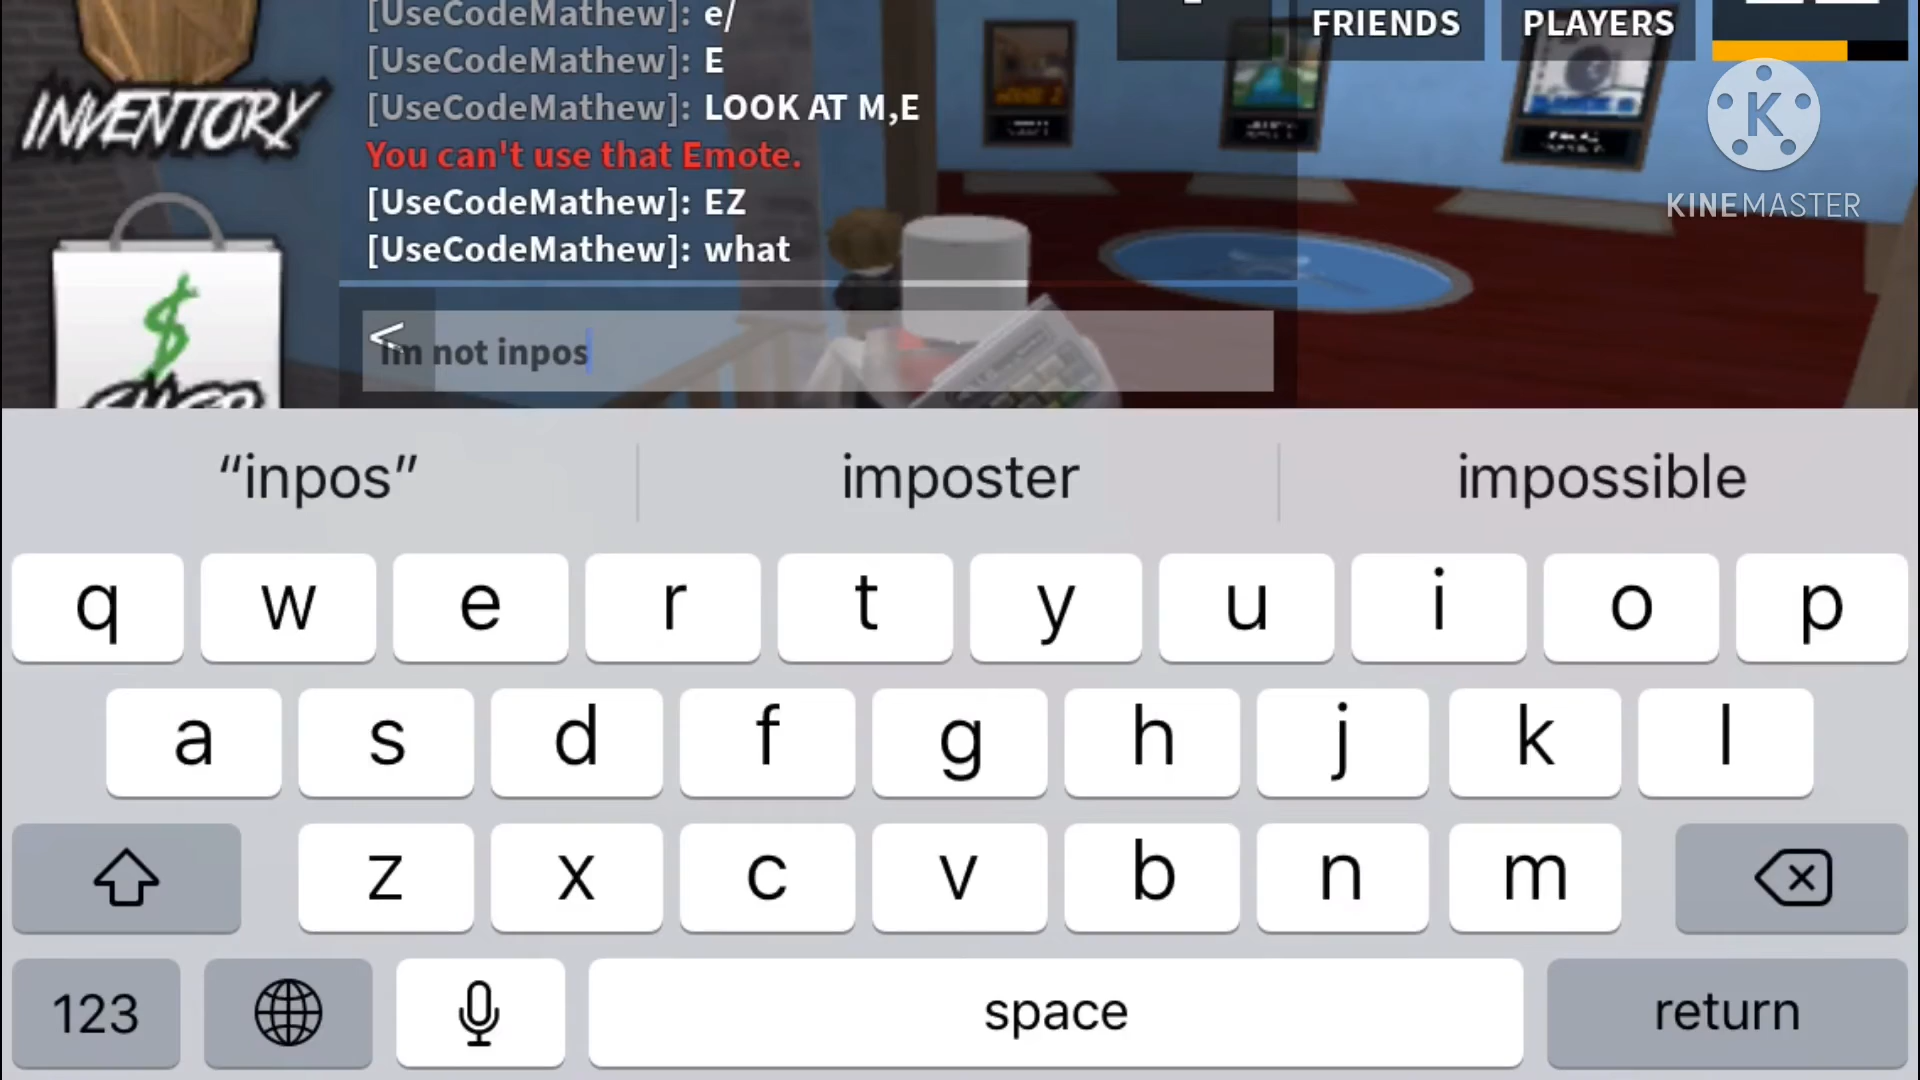 [UseCodeMathew]: e/
FRIENDS
PLAYERS
[UseCodeMathew]: E
INVENTORY
[UseCodeMathew]: LOOK AT M,E
K
You can't use that Emote.
KINEMASTER
[UseCodeMathew]: EZ
[UseCodeMathew]: what
$
<
im not inpos
“inpos”
imposter
impossible
q w e r t y u i o p
a s d f g h j k l
z x c v b n m
123
space
return